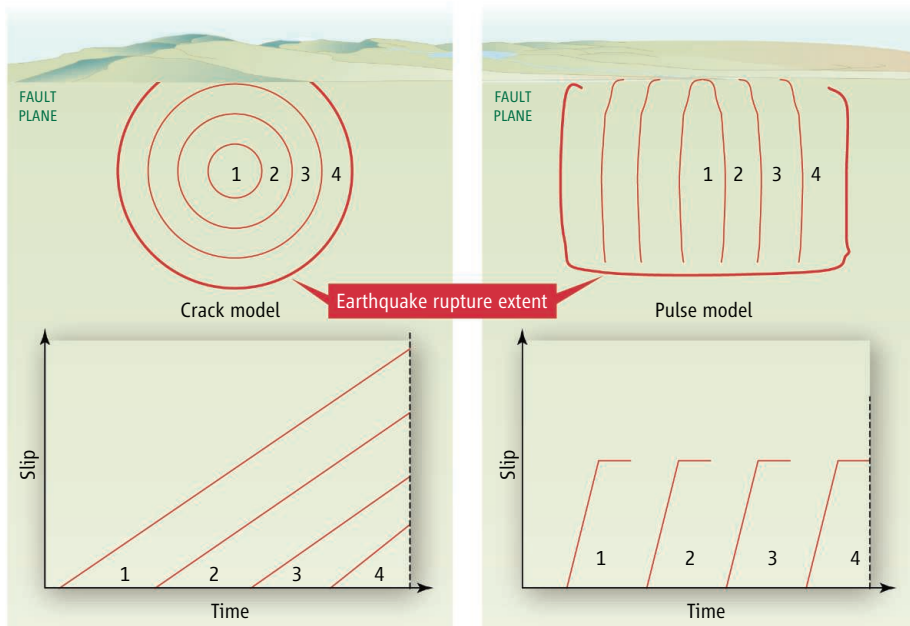 FAULT
PLANE
1 2 3 4
FAULT
PLANE
1 2 3 4
Earthquake rupture extent
Crack model
Pulse model
Slip
1 2 3 4
Time
Slip
1 2 3 4
Time